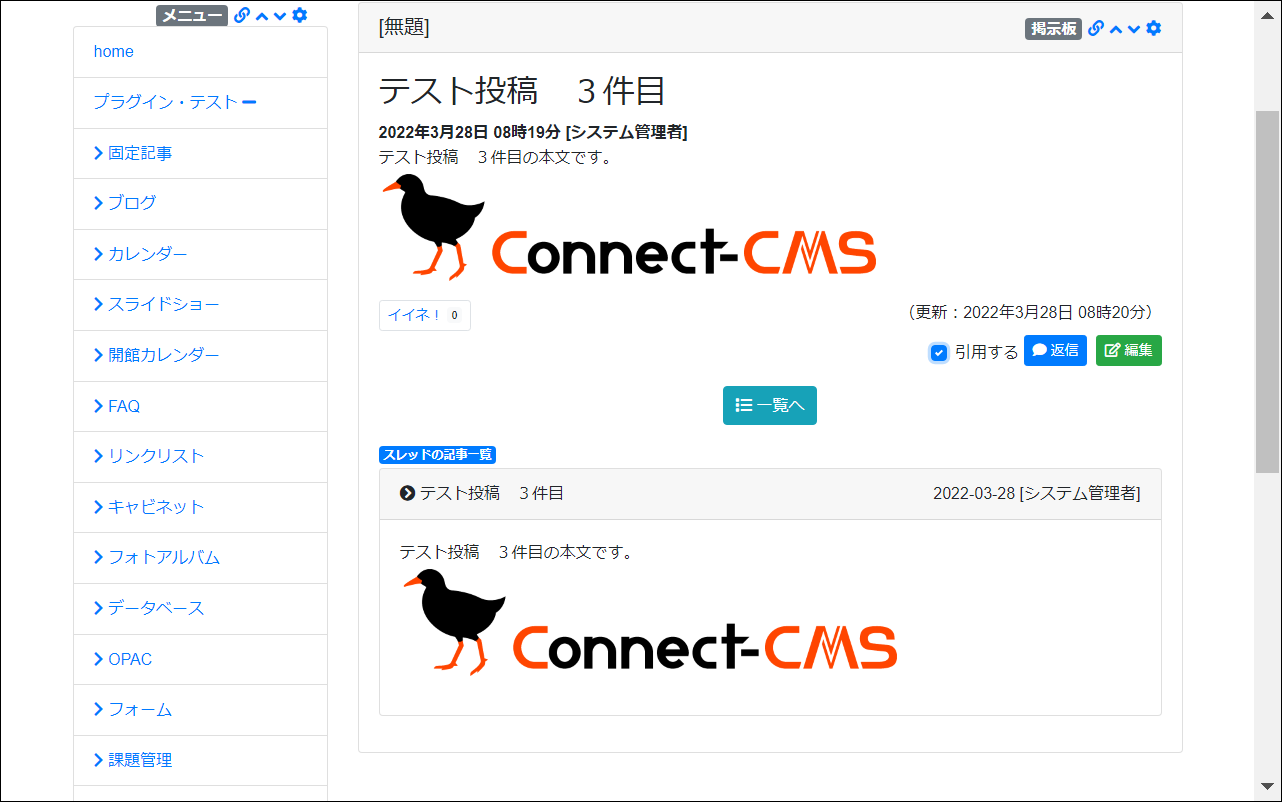 メニュー
home
プラグイン・テスト
固定記事
ブログ
カレンダー
スライドショー
開館カレンダー
FAQ
リンクリスト
キャビネット
フォトアルバム
データベース
OPAC
フォーム
課題管理
[無題]
掲示板
テスト投稿　３件目
2022年3月28日 08時19分 [システム管理者]
テスト投稿　３件目の本文です。
Connect-CMS
イイネ！ 0
（更新：2022年3月28日 08時20分）
引用する 返信 編集
一覧へ
スレッドの記事一覧
テスト投稿　３件目 2022-03-28 [システム管理者]
テスト投稿　３件目の本文です。
Connect-CMS